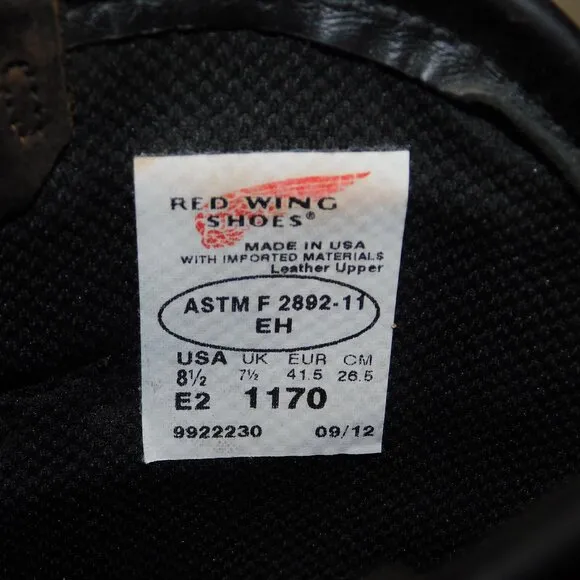 RED WING
SHOES®
MADE IN USA
WITH IMPORTED MATERIALS
Leather Upper
ASTM F 2892-11
EH
USA UK EUR CM
8½ 7½ 41.5 26.5
E2 1170
9922230 09/12